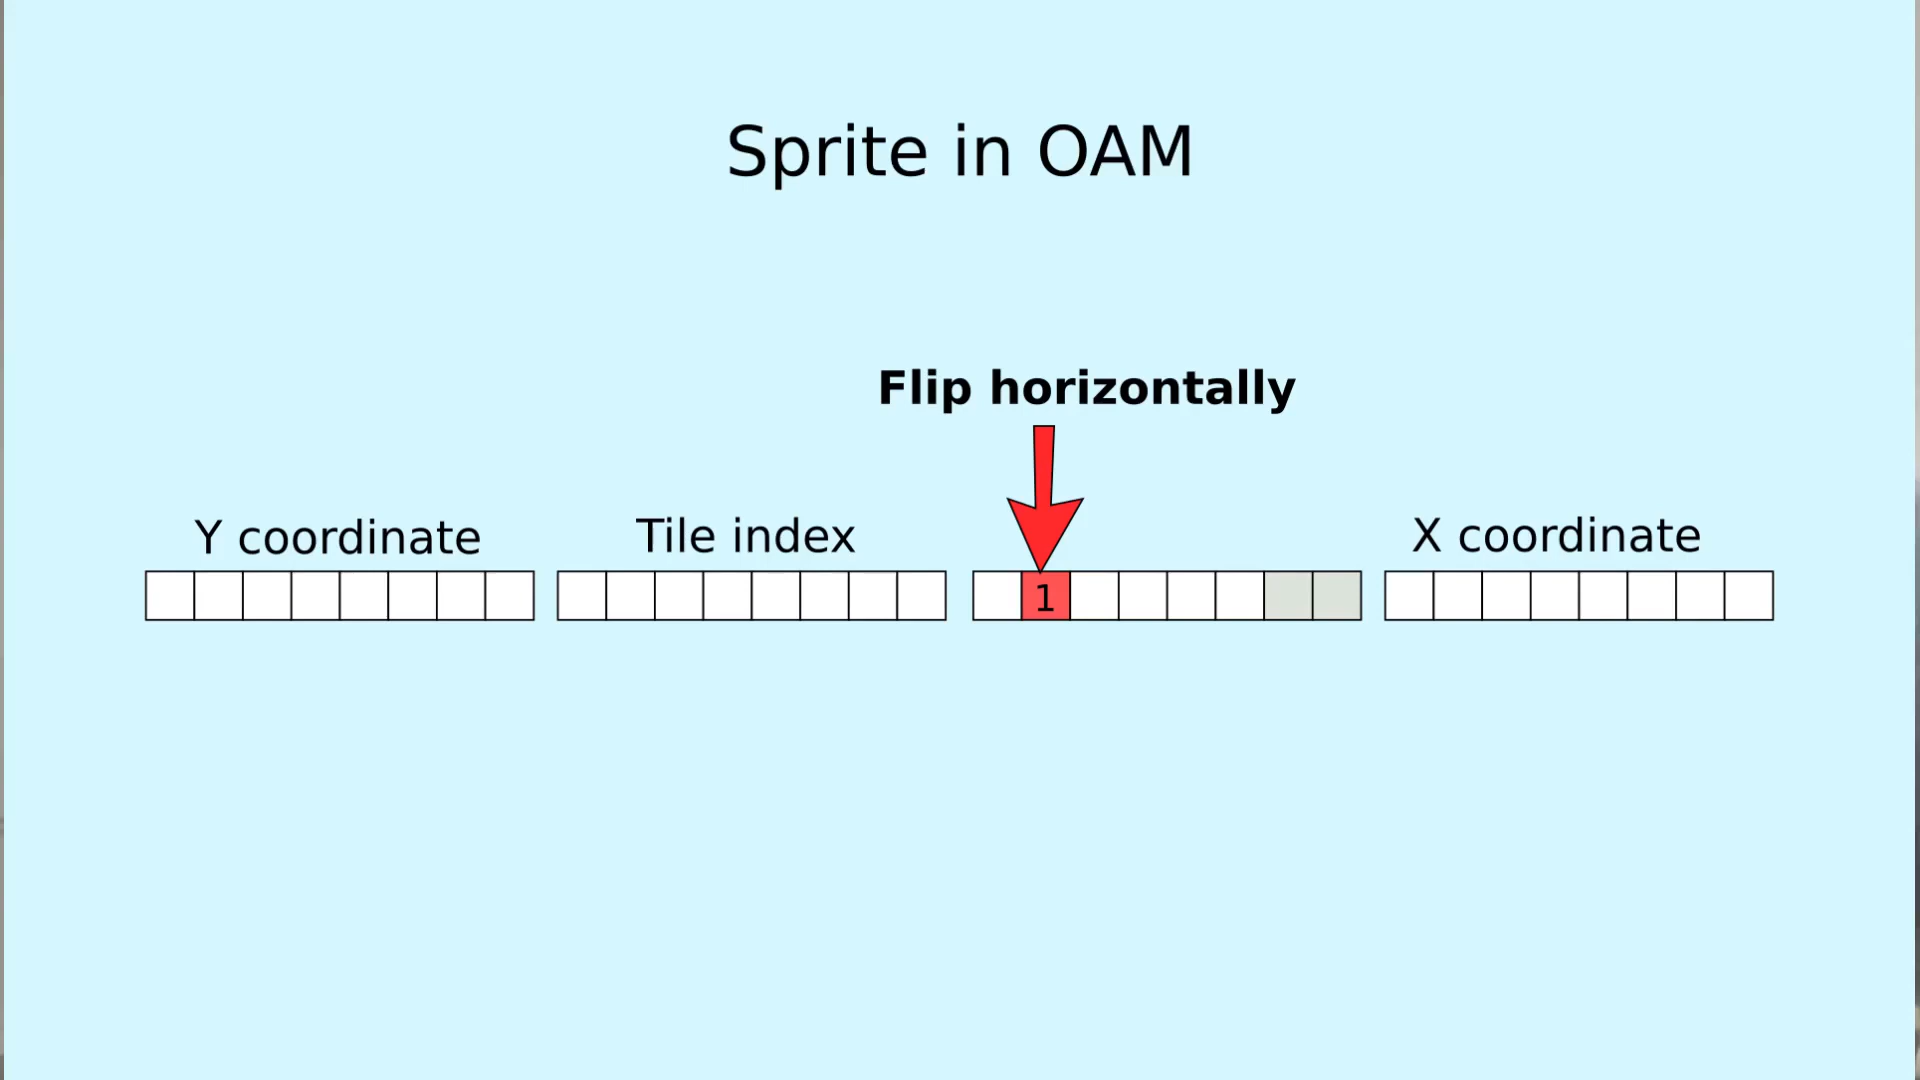 Sprite in OAM
Flip horizontally
Y coordinate
Tile index
X coordinate
1